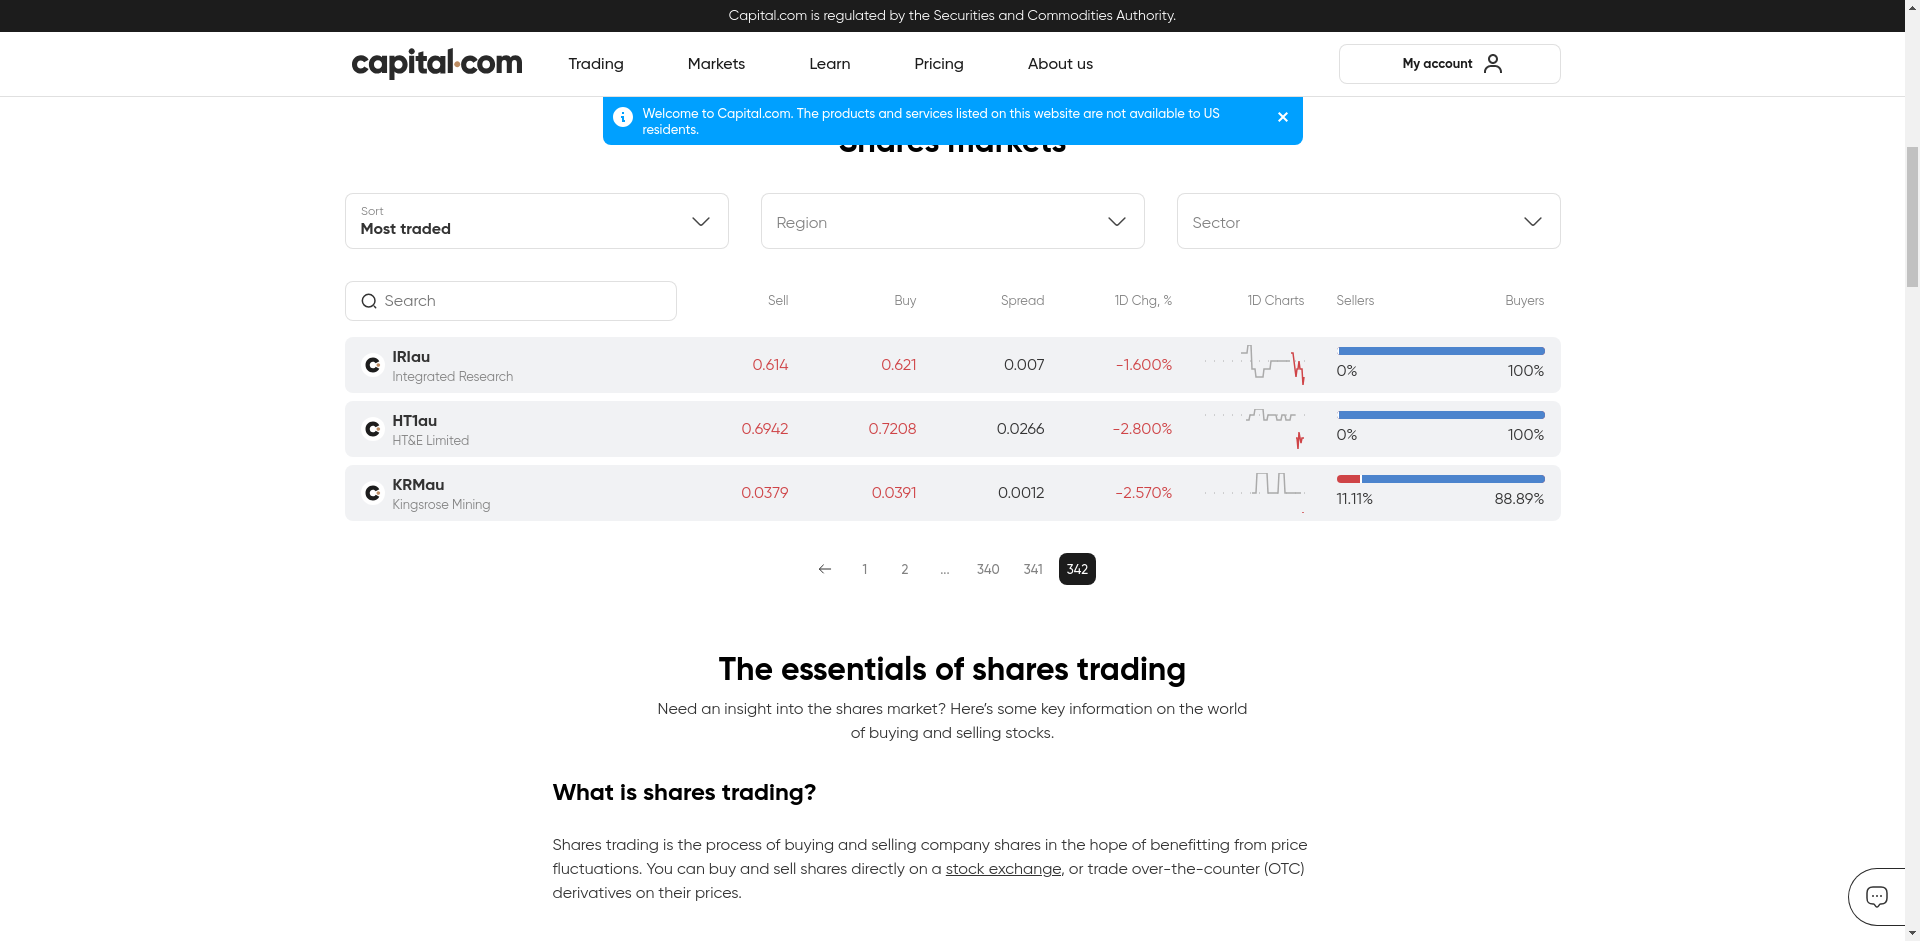 Capital.com is regulated by the Securities and Commodities Authority.
capital.com Trading Markets Learn Pricing About us My account
Welcome to Capital.com. The products and services listed on this website are not available to US
residents.
Shares markets
Sort
Most traded
Region
Sector
Search Sell Buy Spread 1D Chg, % 1D Charts Sellers Buyers
IRIau
Integrated Research
0.614 0.621 0.007 -1.600% 0% 100%
HT1au
HT&E Limited
0.6942 0.7208 0.0266 -2.800% 0% 100%
KRMau
Kingsrose Mining
0.0379 0.0391 0.0012 -2.570% 11.11% 88.89%
1 2 ... 340 341 342
The essentials of shares trading
Need an insight into the shares market? Here’s some key information on the world
of buying and selling stocks.
What is shares trading?
Shares trading is the process of buying and selling company shares in the hope of benefitting from price
fluctuations. You can buy and sell shares directly on a stock exchange, or trade over-the-counter (OTC)
derivatives on their prices.